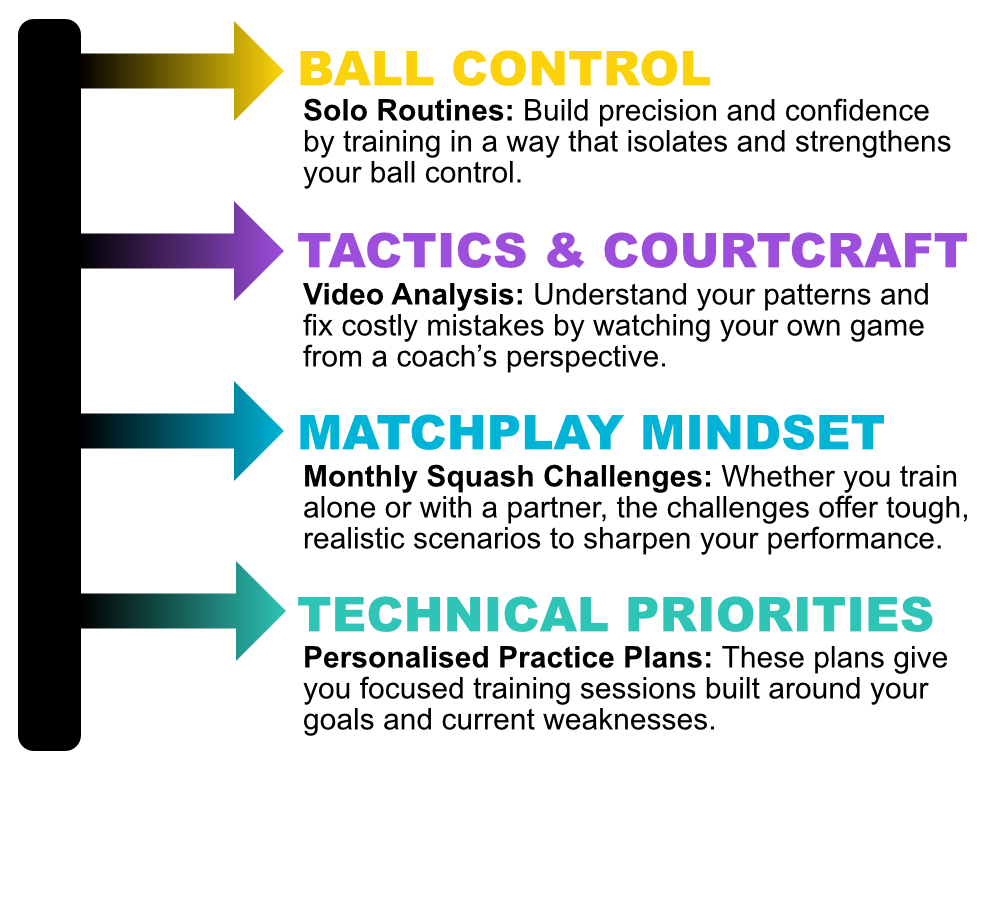 BALL CONTROL
Solo Routines: Build precision and confidence
by training in a way that isolates and strengthens
your ball control.
TACTICS & COURTCRAFT
Video Analysis: Understand your patterns and
fix costly mistakes by watching your own game
from a coach’s perspective.
MATCHPLAY MINDSET
Monthly Squash Challenges: Whether you train
alone or with a partner, the challenges offer tough,
realistic scenarios to sharpen your performance.
TECHNICAL PRIORITIES
Personalised Practice Plans: These plans give
you focused training sessions built around your
goals and current weaknesses.